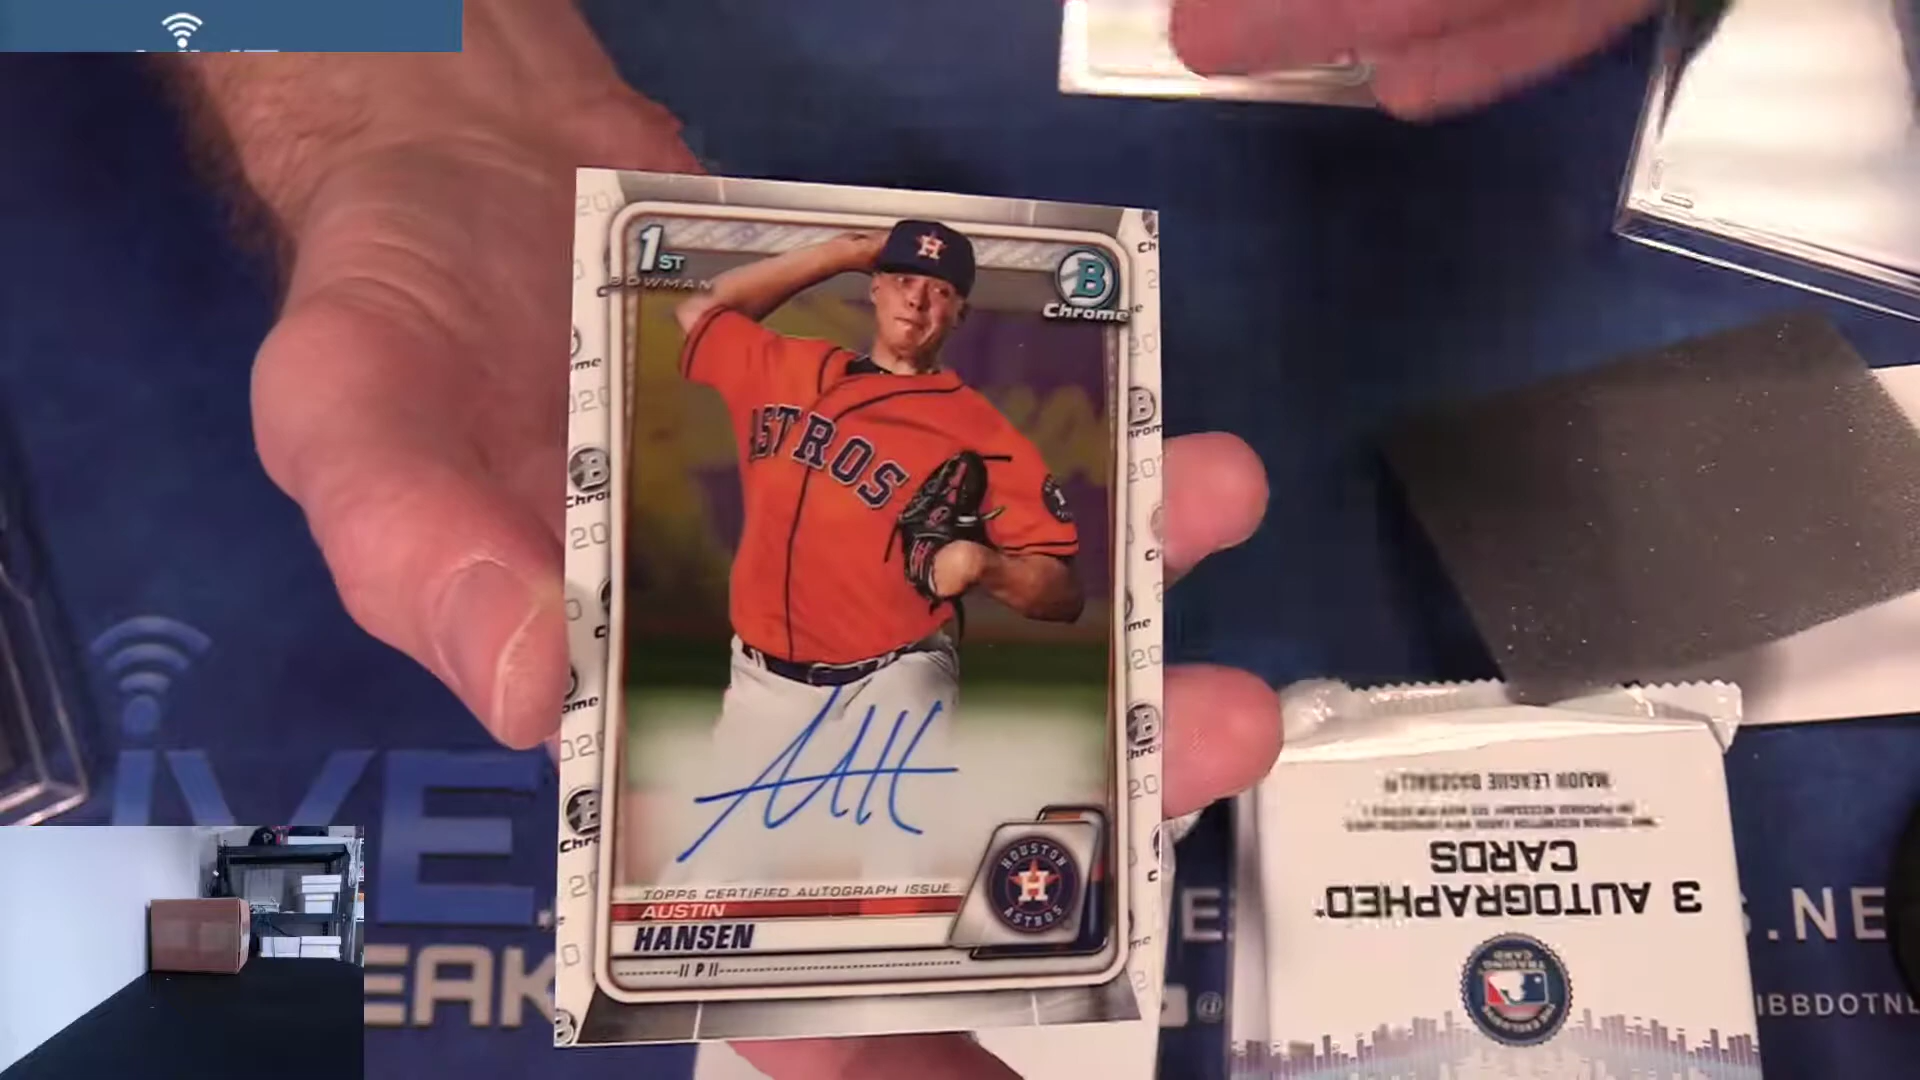 1ST
BOWMAN
B
Chrome
ASTROS
TOPPS CERTIFIED AUTOGRAPH ISSUE
AUSTIN
HANSEN
P
HOUSTON
H
ASTROS
3 AUTOGRAPHED*
CARDS
MAJOR LEAGUE BASEBALL